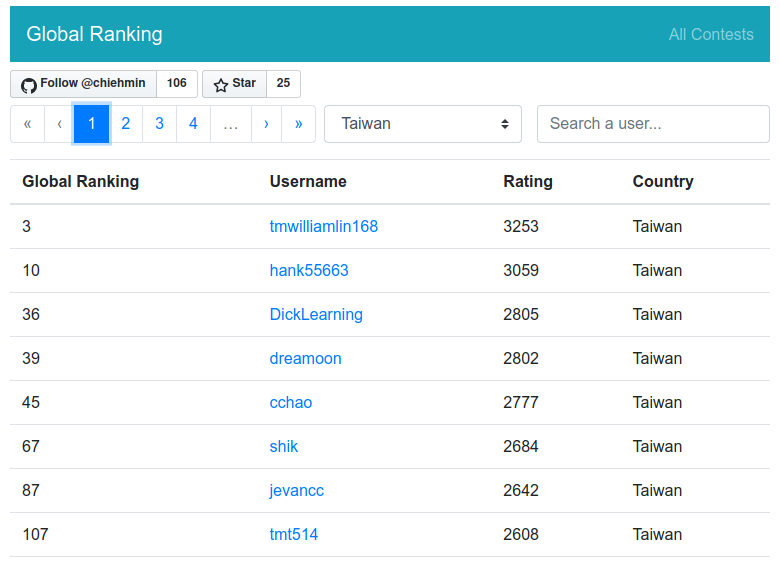 Global Ranking All Contests
Follow @chiehmin 106 Star 25
« ‹ 1 2 3 4 … › » Taiwan Search a user...
Global Ranking Username Rating Country
3 tmwilliamlin168 3253 Taiwan
10 hank55663 3059 Taiwan
36 DickLearning 2805 Taiwan
39 dreamoon 2802 Taiwan
45 cchao 2777 Taiwan
67 shik 2684 Taiwan
87 jevancc 2642 Taiwan
107 tmt514 2608 Taiwan